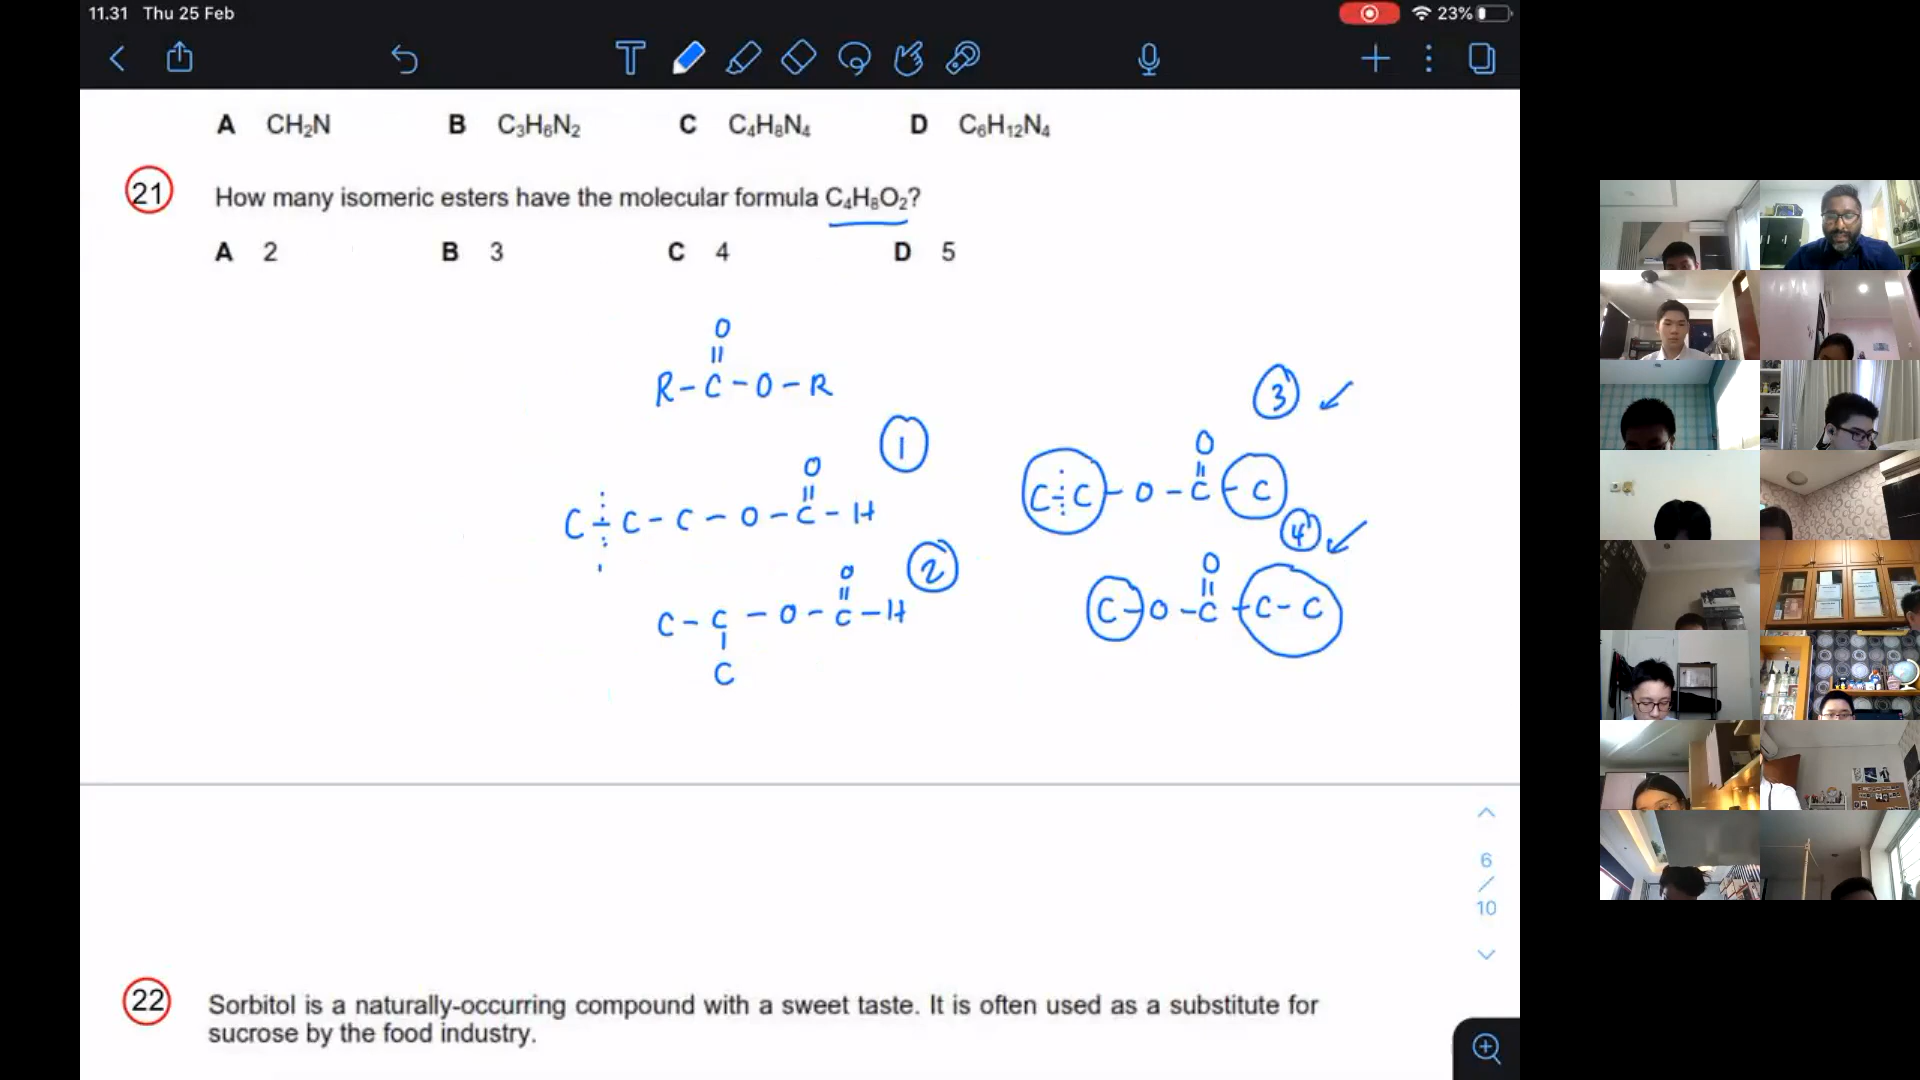 11.31 Thu 25 Feb
23%
T
A CH₂N B C₃H₆N₂ C C₄H₈N₄ D C₆H₁₂N₄
21 How many isomeric esters have the molecular formula C₄H₈O₂?
A 2 B 3 C 4 D 5
O
R-C-O-R
3
1
O
C-C-O-C-C
O
C-C-C-O-C-H
4
2
O
C-O-C-C-C
O
C-C-O-C-H
C
6
/
10
22 Sorbitol is a naturally-occurring compound with a sweet taste. It is often used as a substitute for
sucrose by the food industry.